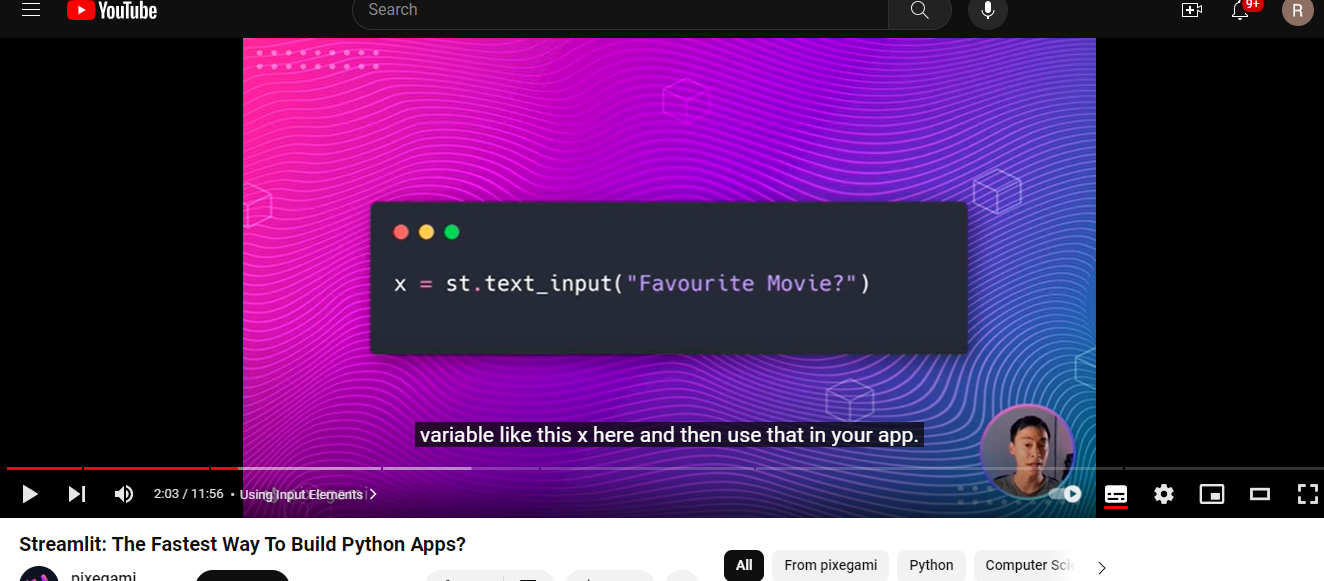 YouTube
Search
9+
R
x = st.text_input("Favourite Movie?")
variable like this x here and then use that in your app.
2:03 / 11:56 • Using Input Elements
Streamlit: The Fastest Way To Build Python Apps?
pixegami
All
From pixegami
Python
Computer